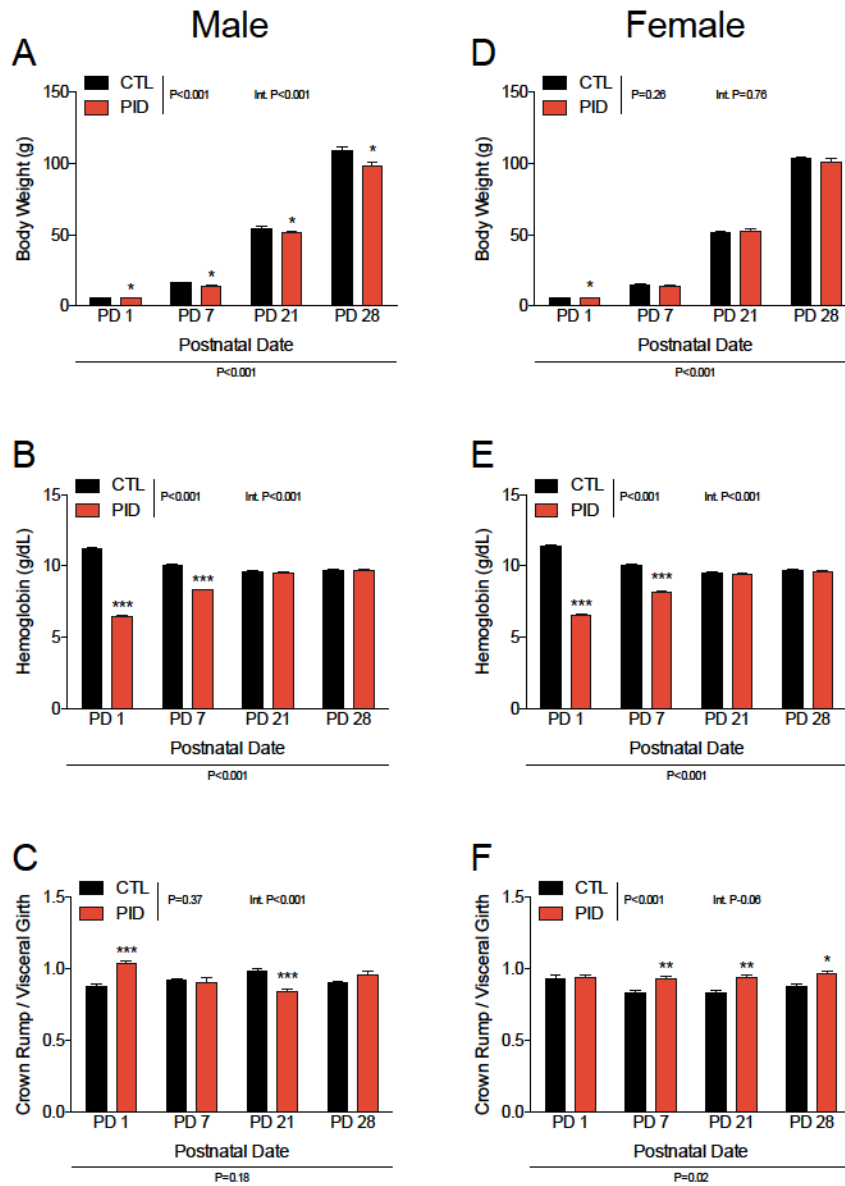 Male
Female
A
CTL
PID
P<0.001
Int. P<0.001
150
100
50
0
Body Weight (g)
*
*
*
*
PD 1
PD 7
PD 21
PD 28
Postnatal Date
P<0.001
D
CTL
PID
P=0.26
Int. P=0.76
150
100
50
0
Body Weight (g)
*
PD 1
PD 7
PD 21
PD 28
Postnatal Date
P<0.001
B
CTL
PID
P<0.001
Int. P<0.001
15
10
5
0
Hemoglobin (g/dL)
***
***
PD 1
PD 7
PD 21
PD 28
Postnatal Date
P<0.001
E
CTL
PID
P<0.001
Int. P<0.001
15
10
5
0
Hemoglobin (g/dL)
***
***
PD 1
PD 7
PD 21
PD 28
Postnatal Date
P<0.001
C
CTL
PID
P=0.37
Int. P<0.001
1.5
1.0
0.5
0.0
Crown Rump / Visceral Girth
***
***
PD 1
PD 7
PD 21
PD 28
Postnatal Date
P=0.18
F
CTL
PID
P<0.001
Int. P-0.06
1.5
1.0
0.5
0.0
Crown Rump / Visceral Girth
**
**
*
PD 1
PD 7
PD 21
PD 28
Postnatal Date
P=0.02